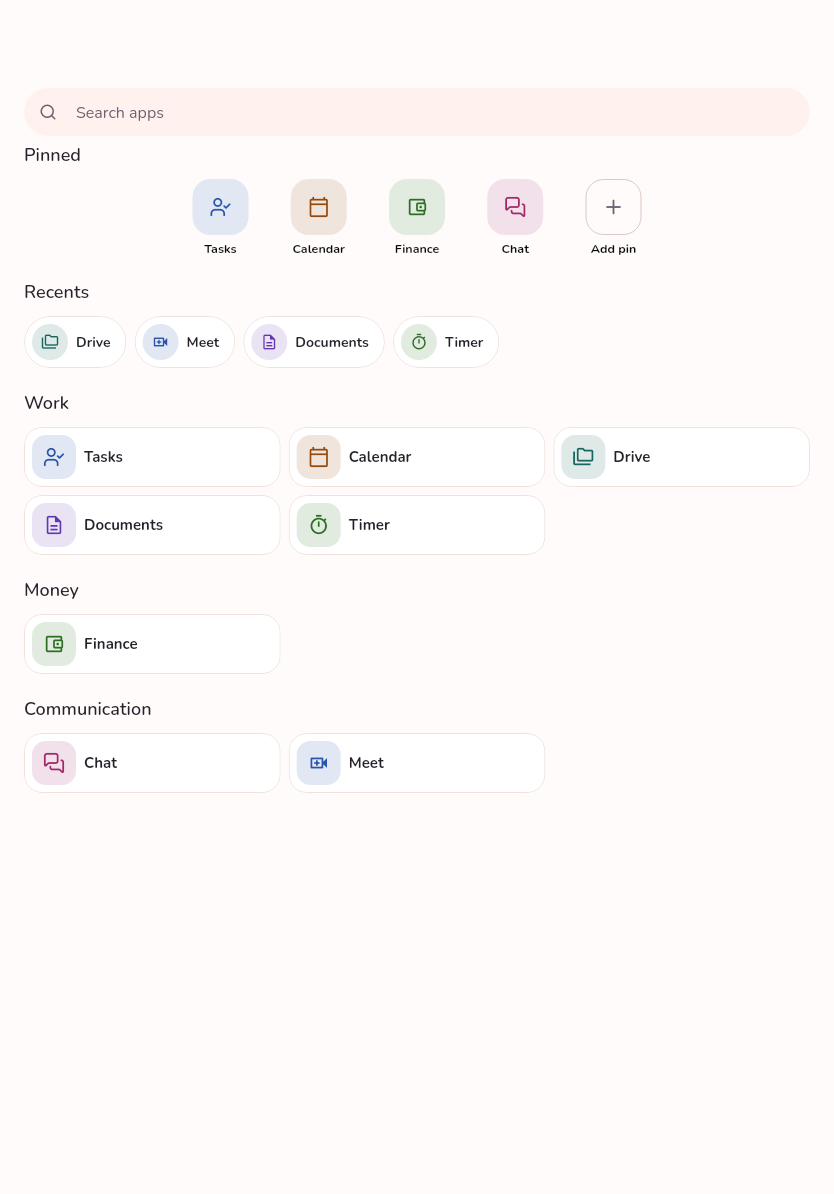 Search apps
Pinned
Tasks Calendar Finance Chat Add pin
Recents
Drive Meet Documents Timer
Work
Tasks Calendar Drive
Documents Timer
Money
Finance
Communication
Chat Meet